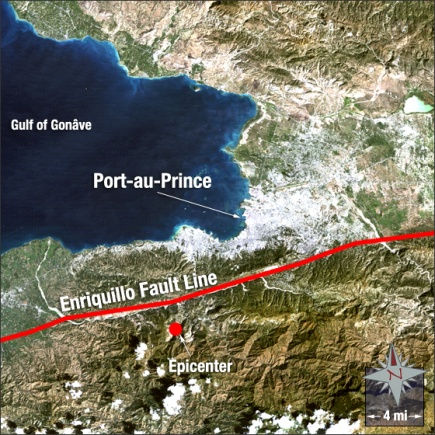 Gulf of Gonâve
Port-au-Prince
Enriquillo Fault Line
Epicenter
N
4 mi